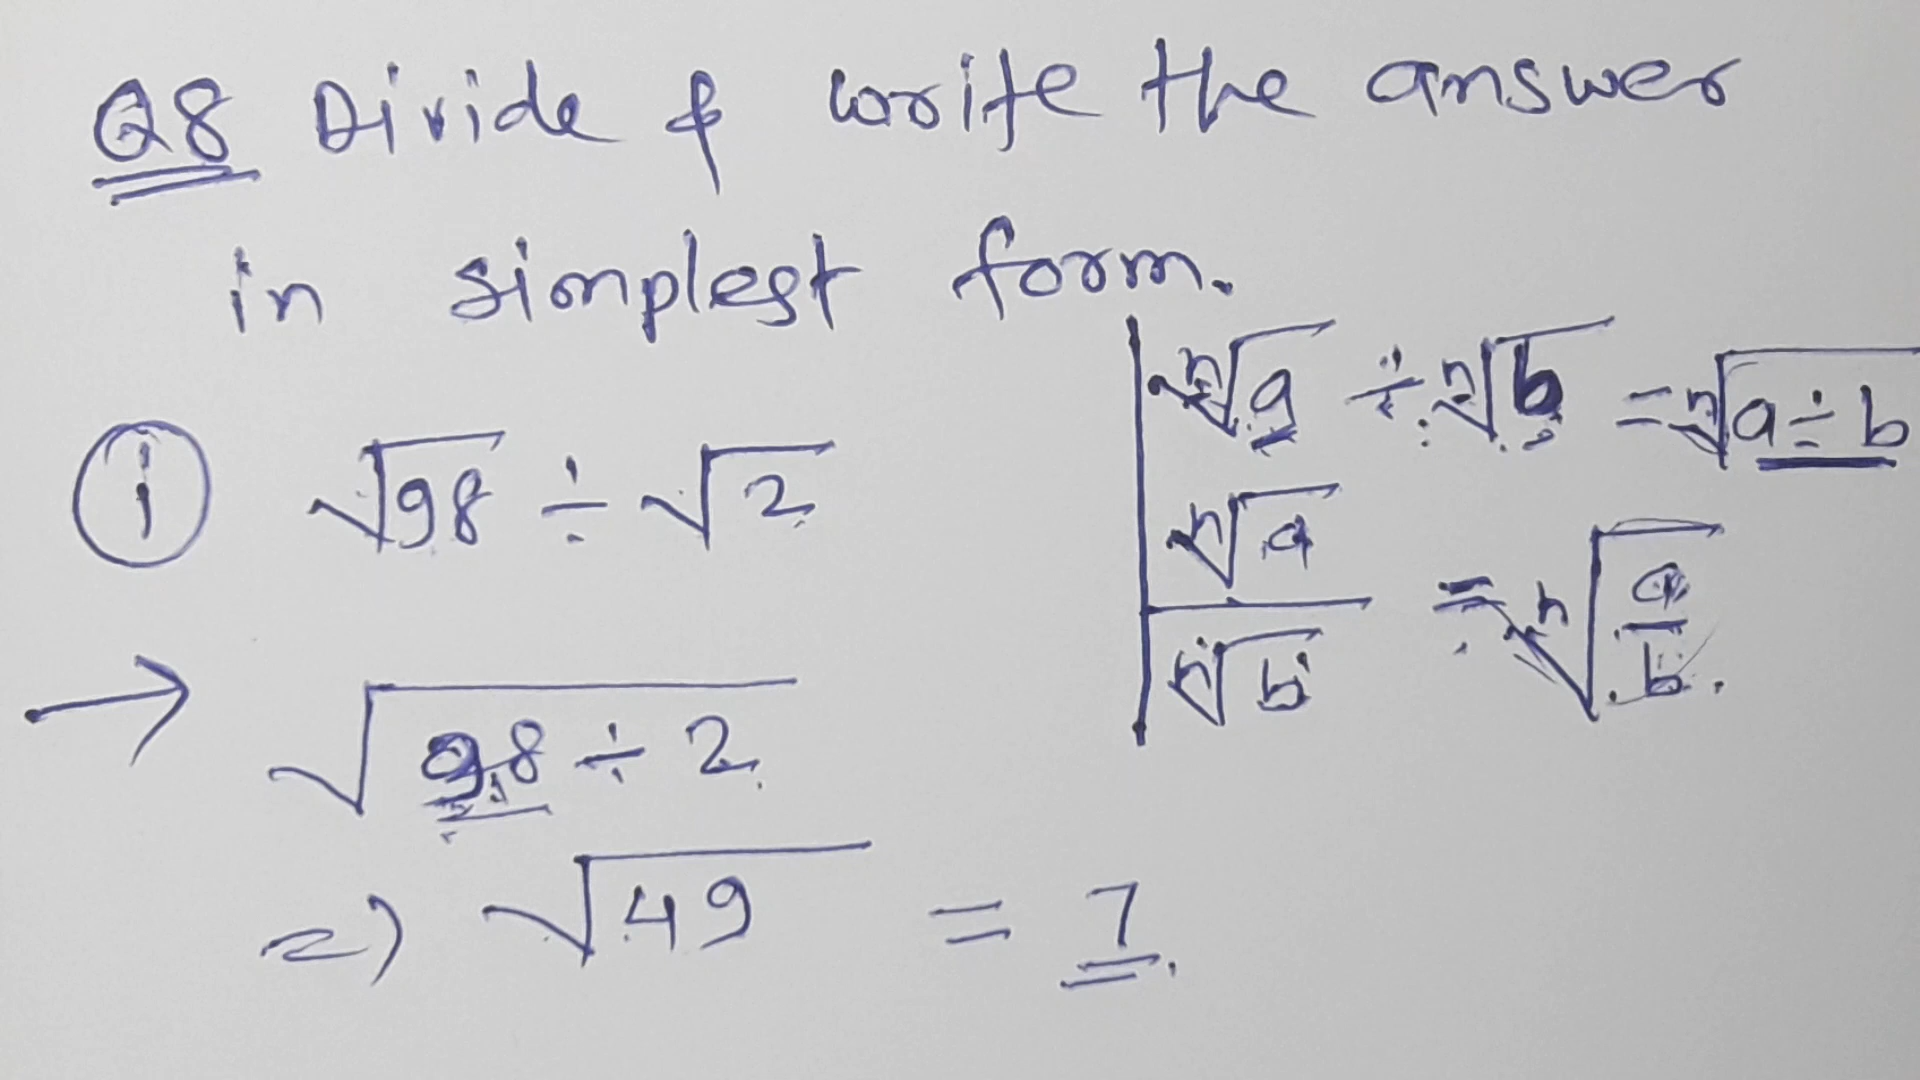 Q8 Divide & write the answer
in simplest form.
ⁿ√a ÷ ⁿ√b = ⁿ√a÷b
ⁿ√a / ⁿ√b = ⁿ√(a/b)
(i) √98 ÷ √2
→ √98 ÷ 2
=) √49 = 7.